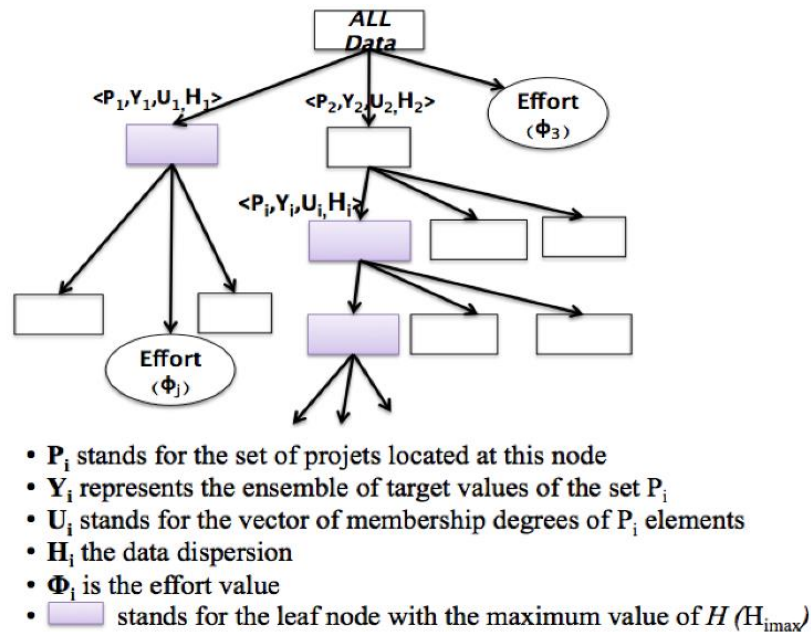 ALL
Data
<P₁,Y₁,U₁,H₁>
<P₂,Y₂,U₂,H₂>
Effort
(Φ₃)
<Pᵢ,Yᵢ,Uᵢ,Hᵢ>
Effort
(Φⱼ)
• Pᵢ stands for the set of projets located at this node
• Yᵢ represents the ensemble of target values of the set Pᵢ
• Uᵢ stands for the vector of membership degrees of Pᵢ elements
• Hᵢ the data dispersion
• Φᵢ is the effort value
• stands for the leaf node with the maximum value of H (Himax)